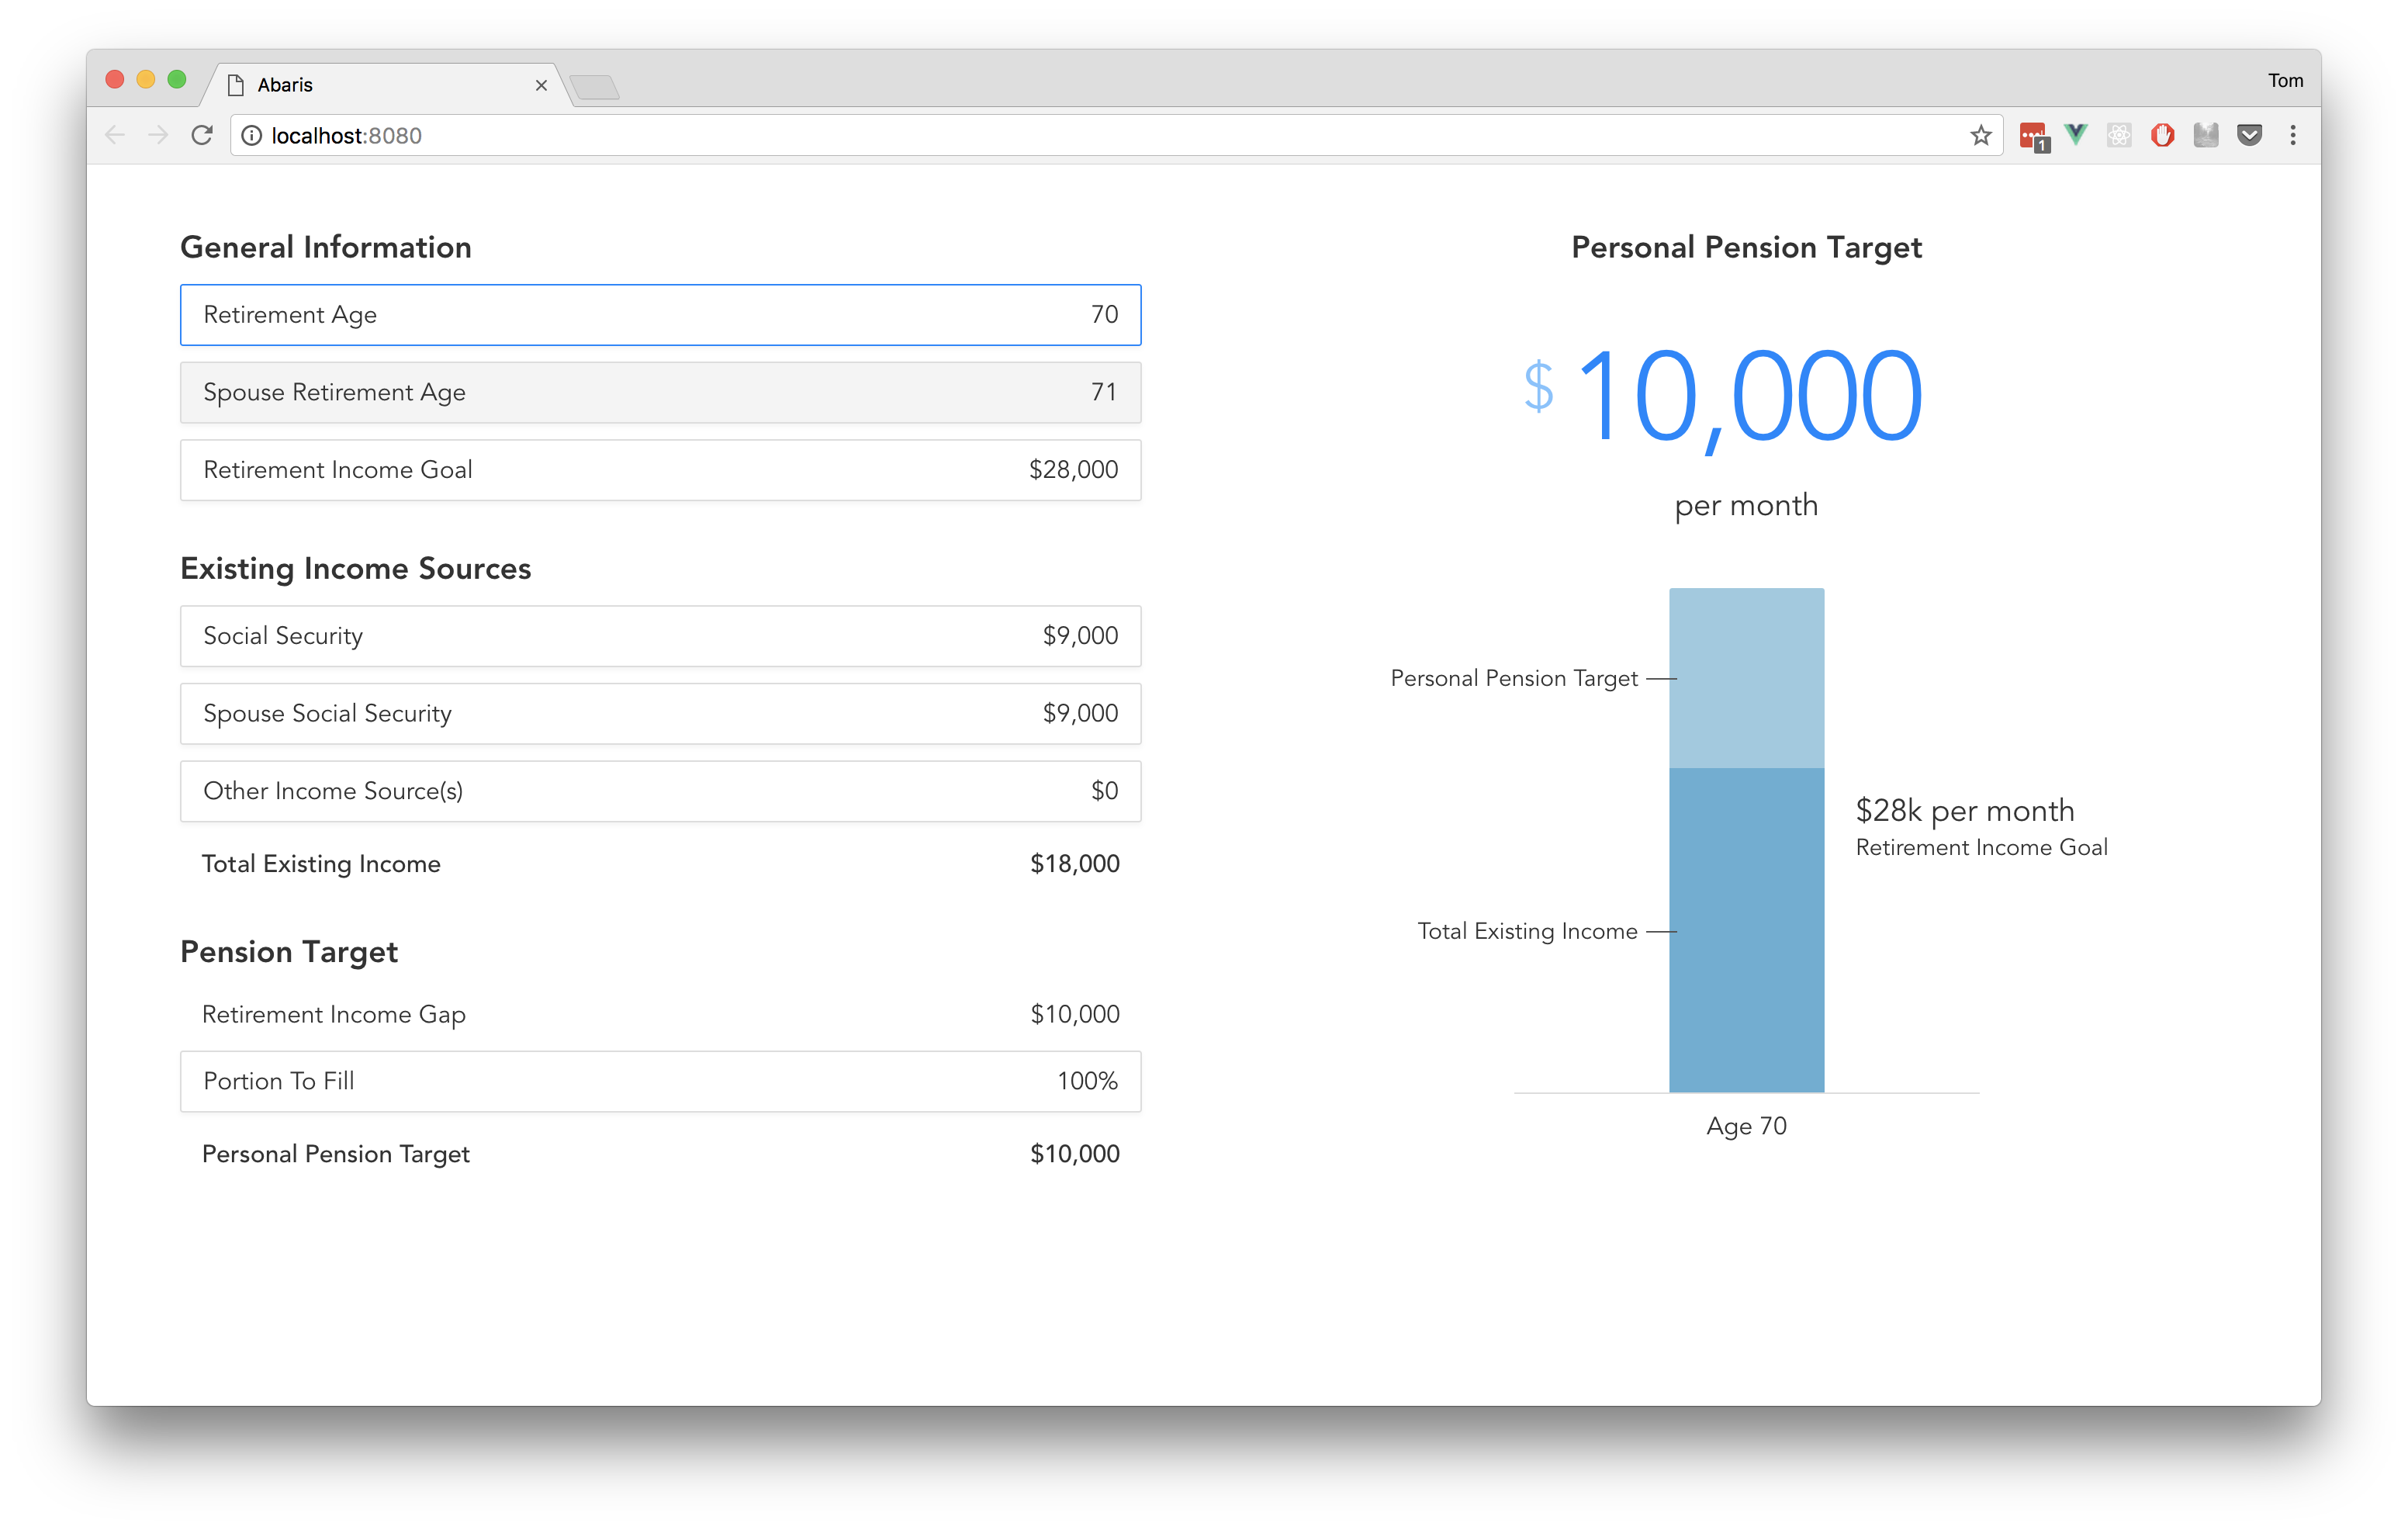 Abaris
Tom
localhost:8080
1
General Information
Retirement Age 70
Spouse Retirement Age 71
Retirement Income Goal $28,000
Existing Income Sources
Social Security $9,000
Spouse Social Security $9,000
Other Income Source(s) $0
Total Existing Income $18,000
Pension Target
Retirement Income Gap $10,000
Portion To Fill 100%
Personal Pension Target $10,000
Personal Pension Target
$10,000
per month
Personal Pension Target
$28k per month
Retirement Income Goal
Total Existing Income
Age 70